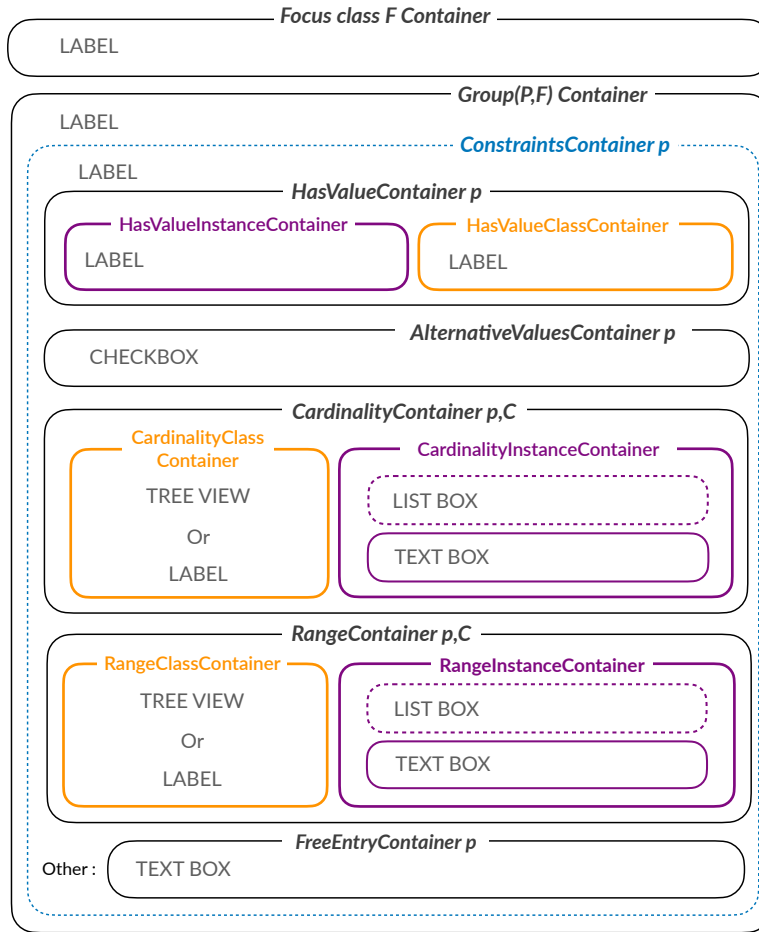 Focus class F Container
LABEL
Group(P,F) Container
LABEL
ConstraintsContainer p
LABEL
HasValueContainer p
HasValueInstanceContainer
HasValueClassContainer
LABEL
LABEL
AlternativeValuesContainer p
CHECKBOX
CardinalityContainer p,C
CardinalityClass
Container
TREE VIEW
Or
LABEL
CardinalityInstanceContainer
LIST BOX
TEXT BOX
RangeContainer p,C
RangeClassContainer
TREE VIEW
Or
LABEL
RangeInstanceContainer
LIST BOX
TEXT BOX
FreeEntryContainer p
Other :
TEXT BOX